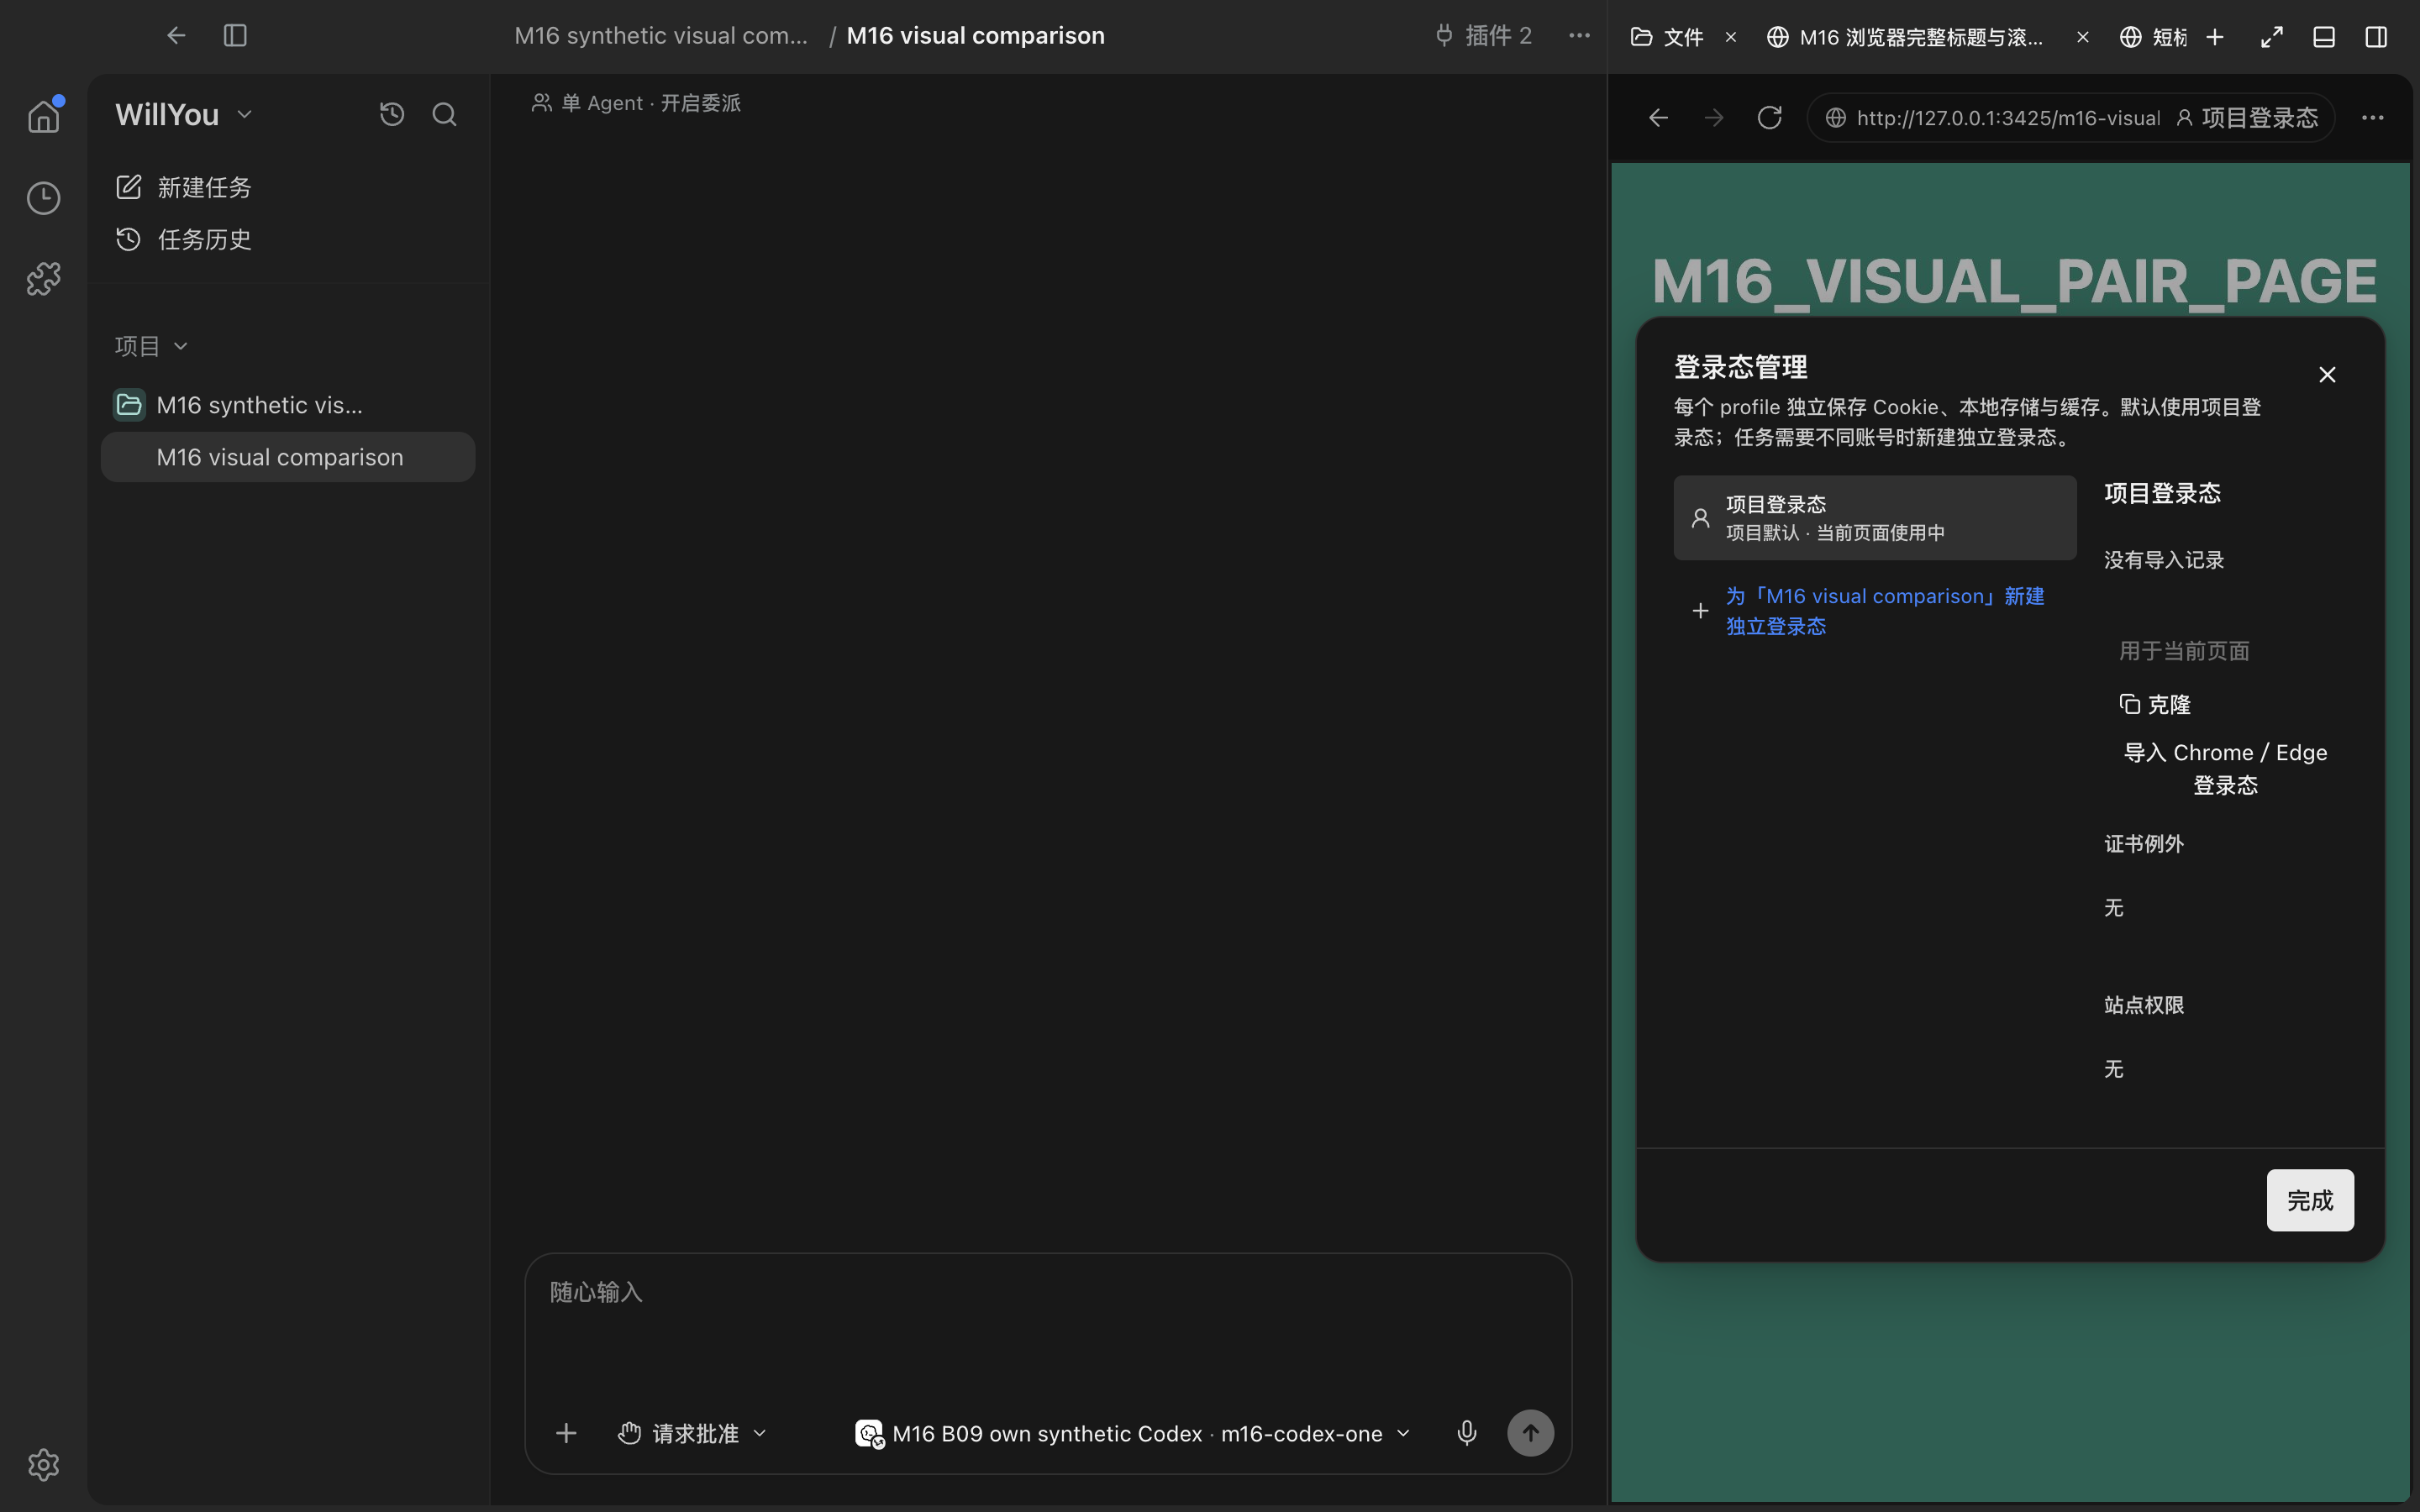 M16 synthetic visual com... / M16 visual comparison
插件 2
文件
M16 浏览器完整标题与滚...
短标
WillYou
新建任务
任务历史
项目
M16 synthetic vis...
M16 visual comparison
单 Agent · 开启委派
随心输入
请求批准
M16 B09 own synthetic Codex · m16-codex-one
http://127.0.0.1:3425/m16-visual
项目登录态
M16_VISUAL_PAIR_PAGE
登录态管理
每个 profile 独立保存 Cookie、本地存储与缓存。默认使用项目登
录态；任务需要不同账号时新建独立登录态。
项目登录态
项目默认 · 当前页面使用中
为「M16 visual comparison」新建
独立登录态
项目登录态
没有导入记录
用于当前页面
克隆
导入 Chrome / Edge
登录态
证书例外
无
站点权限
无
完成